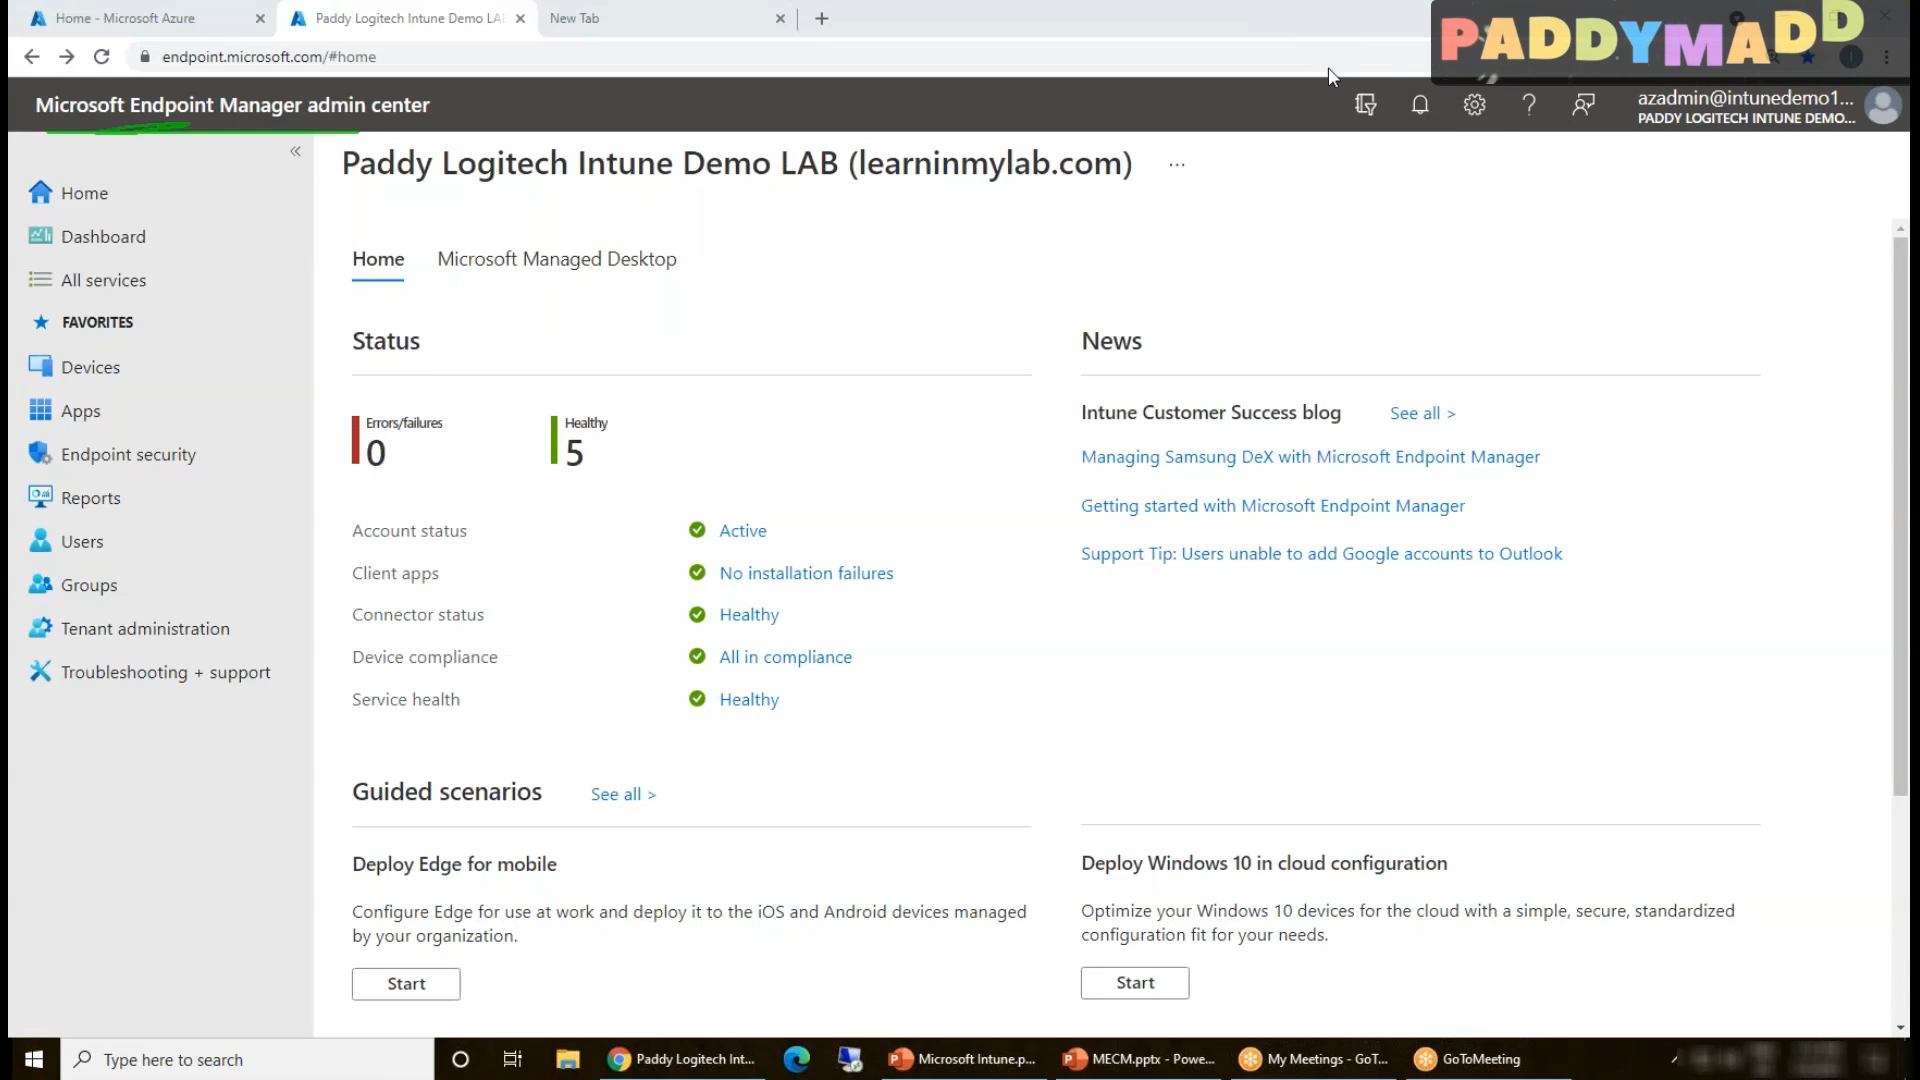 Home - Microsoft Azure
Paddy Logitech Intune Demo LA
New Tab
PADDYMADD
endpoint.microsoft.com/#home
Microsoft Endpoint Manager admin center
azadmin@intunedemo1...
PADDY LOGITECH INTUNE DEMO...
Home
Dashboard
All services
FAVORITES
Devices
Apps
Endpoint security
Reports
Users
Groups
Tenant administration
Troubleshooting + support
Paddy Logitech Intune Demo LAB (learninmylab.com) ...
Home
Microsoft Managed Desktop
Status
Errors/failures
0
Healthy
5
Account status
Active
Client apps
No installation failures
Connector status
Healthy
Device compliance
All in compliance
Service health
Healthy
News
Intune Customer Success blog
See all >
Managing Samsung DeX with Microsoft Endpoint Manager
Getting started with Microsoft Endpoint Manager
Support Tip: Users unable to add Google accounts to Outlook
Guided scenarios
See all >
Deploy Edge for mobile
Configure Edge for use at work and deploy it to the iOS and Android devices managed
by your organization.
Start
Deploy Windows 10 in cloud configuration
Optimize your Windows 10 devices for the cloud with a simple, secure, standardized
configuration fit for your needs.
Start
Type here to search
Paddy Logitech Int...
Microsoft Intune.p...
MECM.pptx - Powe...
My Meetings - GoT...
GoToMeeting